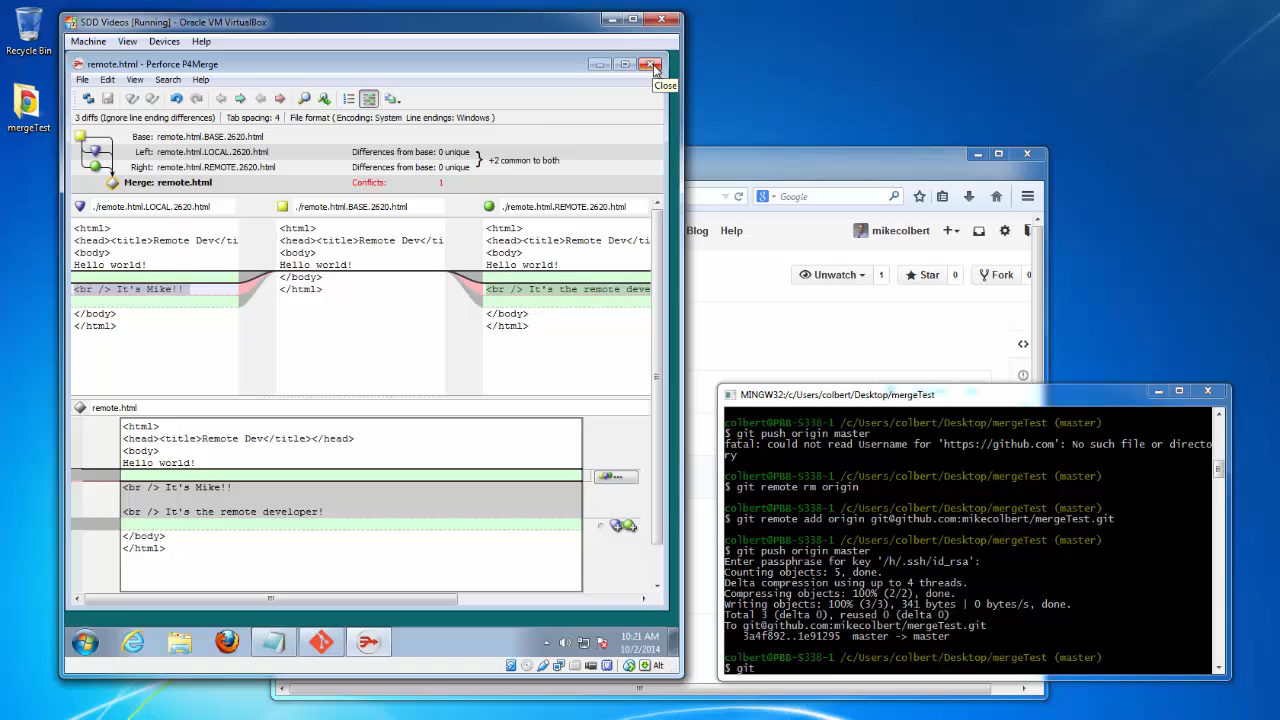 Recycle Bin
mergeTest
SDD Videos [Running] - Oracle VM VirtualBox
Machine View Devices Help
remote.html - Perforce P4Merge
Close
File Edit View Search Help
3 diffs (Ignore line ending differences) | Tab spacing: 4 | File format ( Encoding: System Line endings: Windows )
Base: remote.html.BASE.2620.html
Left: remote.html.LOCAL.2620.html Differences from base: 0 unique
+2 common to both
Right: remote.html.REMOTE.2620.html Differences from base: 0 unique
Merge: remote.html Conflicts: 1
./remote.html.LOCAL.2620.html ./remote.html.BASE.2620.html ./remote.html.REMOTE.2620.html
<html> <html> <html>
<head><title>Remote Dev</ti <head><title>Remote Dev</ti <head><title>Remote Dev</ti
<body> <body> <body>
Hello world! Hello world! Hello world!
</body>
<br /> It's Mike!! </html> <br /> It's the remote deve
</body> </body>
</html> </html>
remote.html
<html>
<head><title>Remote Dev</title></head>
<body>
Hello world!
<br /> It's Mike!!
<br /> It's the remote developer!
</body>
</html>
10:21 AM
10/2/2014
Alt
Google
Blog Help mikecolbert
Unwatch 1 Star 0 Fork 0
MINGW32:/c/Users/colbert/Desktop/mergeTest
colbert@PBB-S338-1 /c/Users/colbert/Desktop/mergeTest (master)
$ git push origin master
fatal: could not read Username for 'https://github.com': No such file or directo
ry
colbert@PBB-S338-1 /c/Users/colbert/Desktop/mergeTest (master)
$ git remote rm origin
colbert@PBB-S338-1 /c/Users/colbert/Desktop/mergeTest (master)
$ git remote add origin git@github.com:mikecolbert/mergeTest.git
colbert@PBB-S338-1 /c/Users/colbert/Desktop/mergeTest (master)
$ git push origin master
Enter passphrase for key '/h/.ssh/id_rsa':
Counting objects: 5, done.
Delta compression using up to 4 threads.
Compressing objects: 100% (2/2), done.
Writing objects: 100% (3/3), 341 bytes | 0 bytes/s, done.
Total 3 (delta 0), reused 0 (delta 0)
To git@github.com:mikecolbert/mergeTest.git
3a4f892..1e91295 master -> master
colbert@PBB-S338-1 /c/Users/colbert/Desktop/mergeTest (master)
$ git